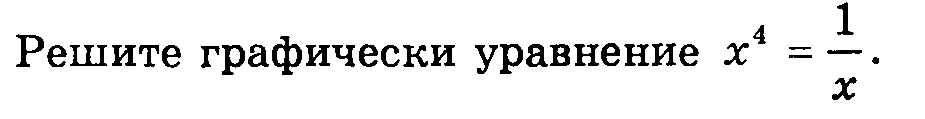 Решите графически уравнение x⁴ = 1/x.